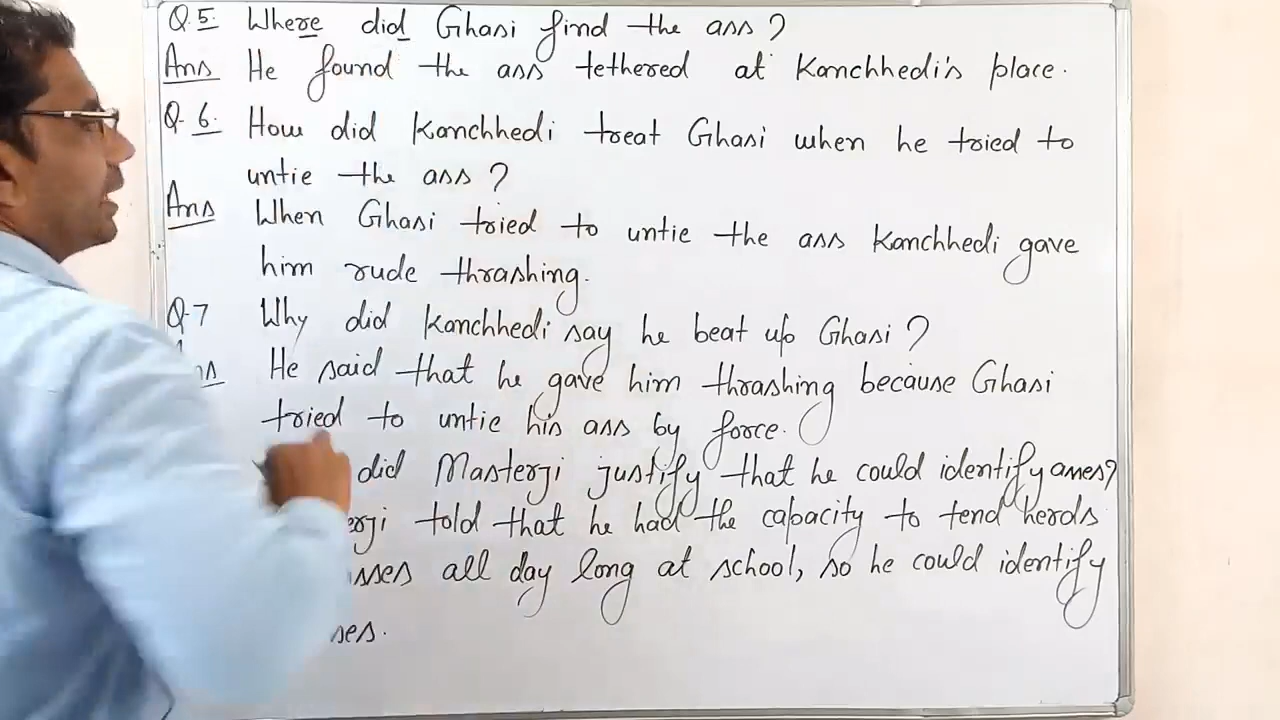 Q.5. Where did Ghasi find the ass?
Ans He found the ass tethered at Kanchhedi's place.
Q.6. How did Kanchhedi treat Ghasi when he tried to
untie the ass?
Ans When Ghasi tried to untie the ass Kanchhedi gave
him rude thrashing.
Q.7 Why did Kanchhedi say he beat up Ghasi?
He said that he gave him thrashing because Ghasi
tried to untie his ass by force.
did Masterji justify that he could identify asses?
told that he had the capacity to tend herds
all day long at school, so he could identify